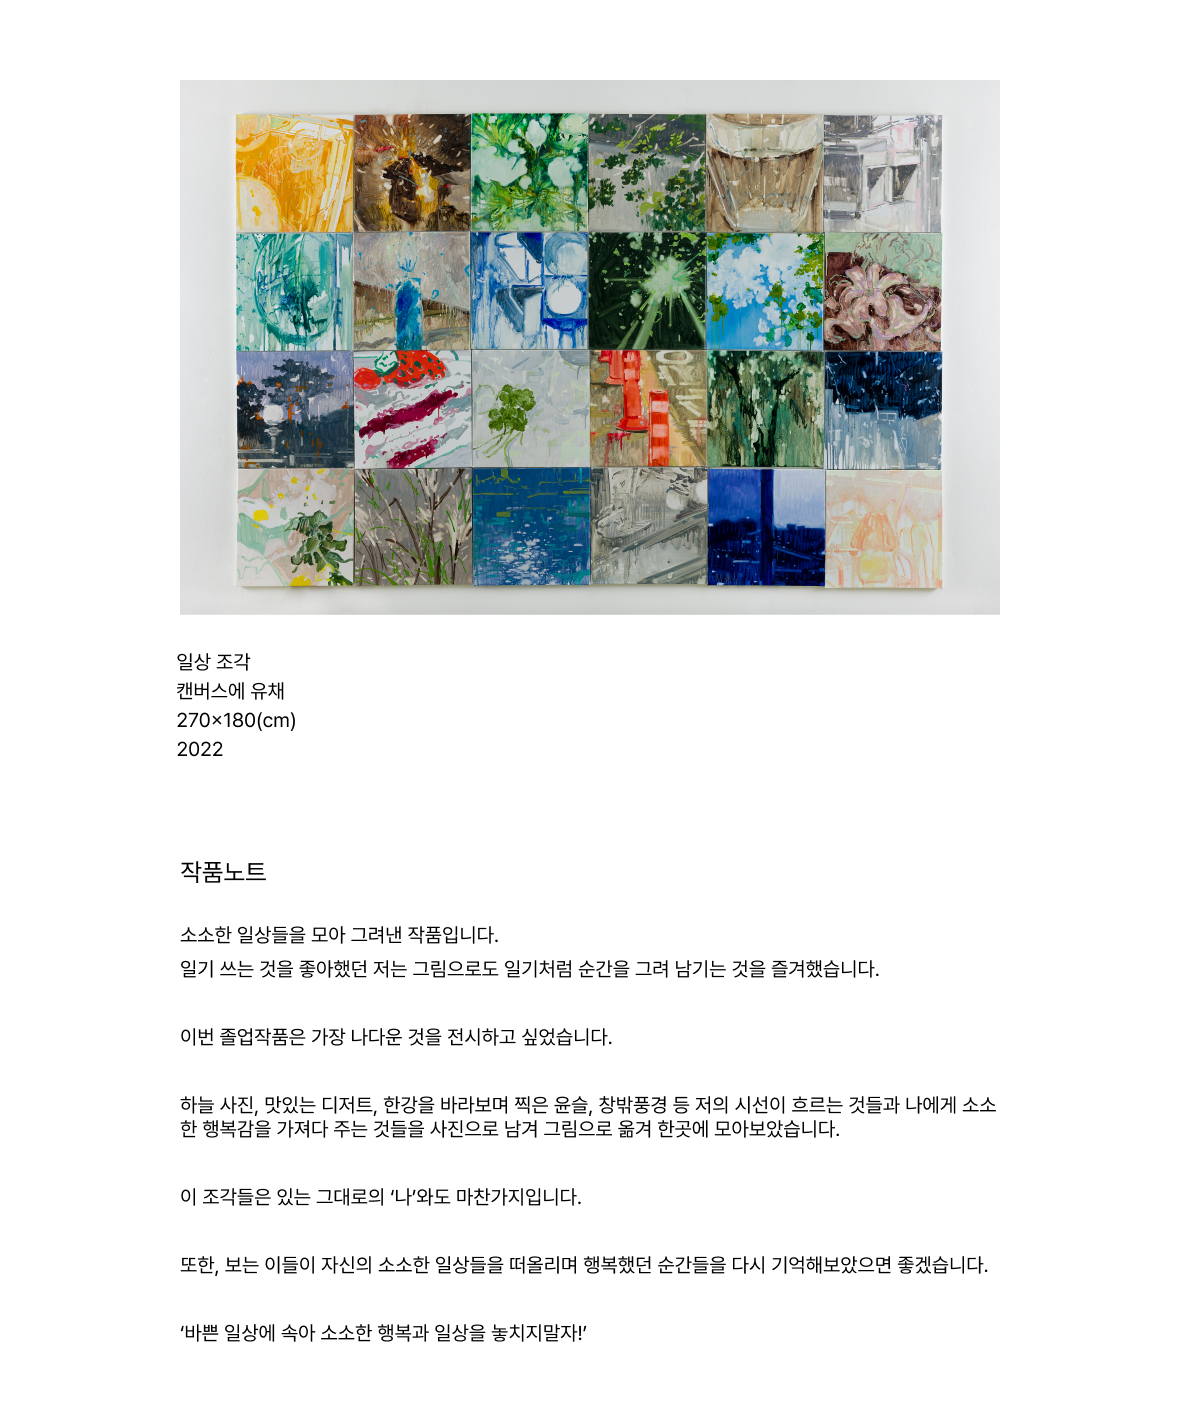 일상 조각
캔버스에 유채
270×180(cm)
2022
작품노트
소소한 일상들을 모아 그려낸 작품입니다.
일기 쓰는 것을 좋아했던 저는 그림으로도 일기처럼 순간을 그려 남기는 것을 즐겨했습니다.
이번 졸업작품은 가장 나다운 것을 전시하고 싶었습니다.
하늘 사진, 맛있는 디저트, 한강을 바라보며 찍은 윤슬, 창밖풍경 등 저의 시선이 흐르는 것들과 나에게 소소
한 행복감을 가져다 주는 것들을 사진으로 남겨 그림으로 옮겨 한곳에 모아보았습니다.
이 조각들은 있는 그대로의 ‘나’와도 마찬가지입니다.
또한, 보는 이들이 자신의 소소한 일상들을 떠올리며 행복했던 순간들을 다시 기억해보았으면 좋겠습니다.
‘바쁜 일상에 속아 소소한 행복과 일상을 놓치지말자!’